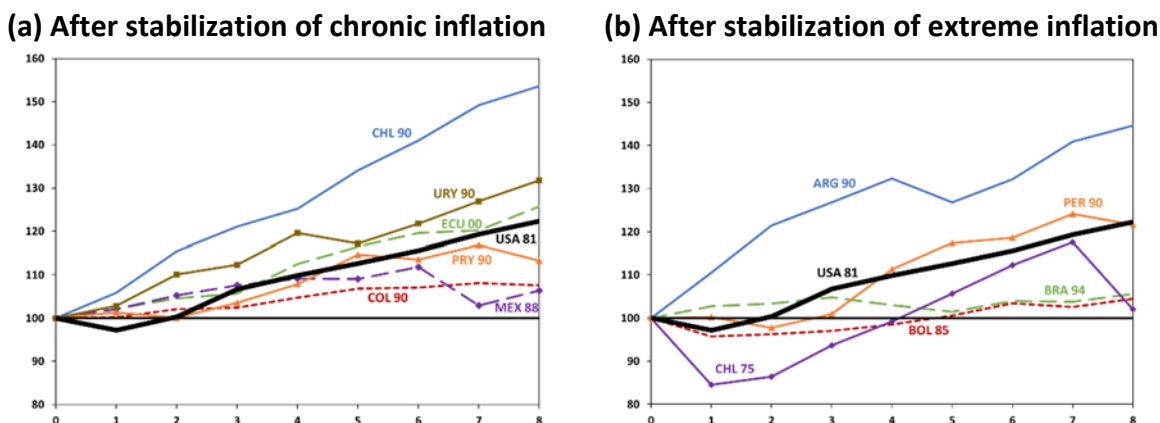 (a) After stabilization of chronic inflation
160
150
140
130
120
110
100
90
80
0 1 2 3 4 5 6 7 8
CHL 90
URY 90
ECU 00
USA 81
PRY 90
COL 90
MEX 88
(b) After stabilization of extreme inflation
160
150
140
130
120
110
100
90
80
0 1 2 3 4 5 6 7 8
ARG 90
PER 90
USA 81
BRA 94
BOL 85
CHL 75